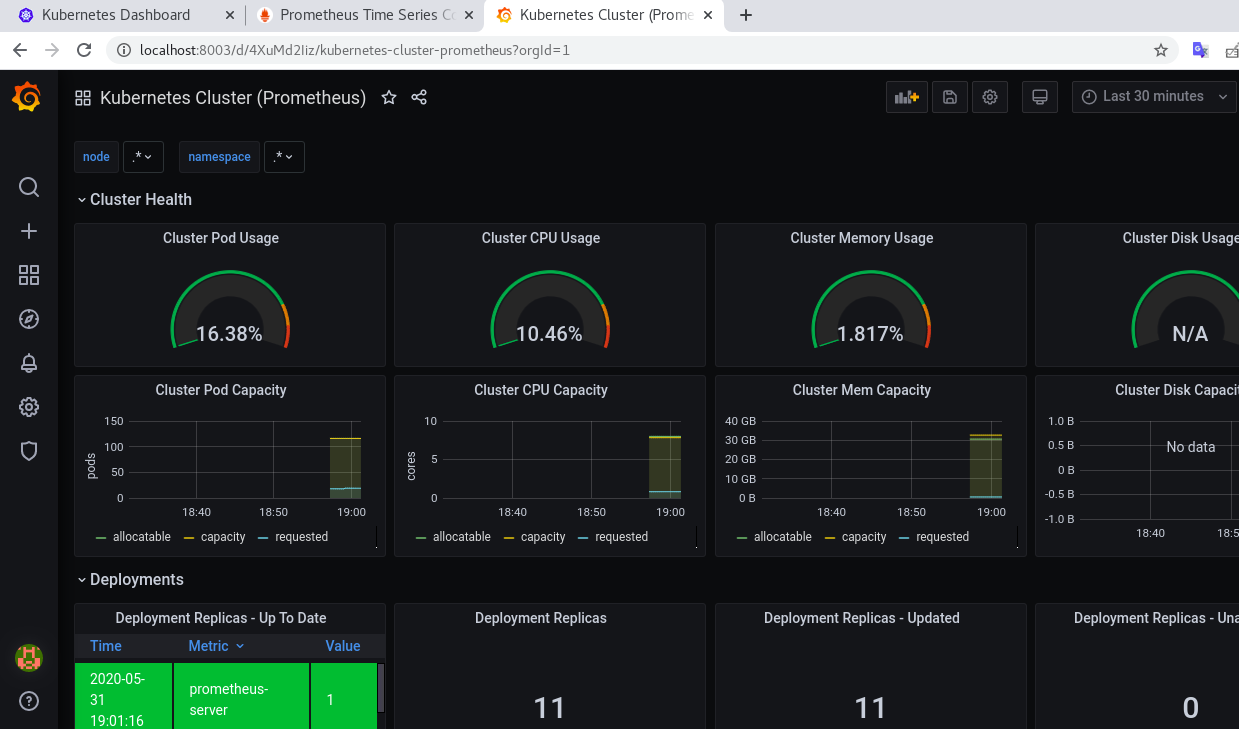 Kubernetes Dashboard
Prometheus Time Series Co
Kubernetes Cluster (Prome
localhost:8003/d/4XuMd2Iiz/kubernetes-cluster-prometheus?orgId=1
Kubernetes Cluster (Prometheus)
Last 30 minutes
node .* namespace .*
Cluster Health
Cluster Pod Usage
16.38%
Cluster CPU Usage
10.46%
Cluster Memory Usage
1.817%
Cluster Disk Usage
N/A
Cluster Pod Capacity
150
100
50
0
pods
18:40 18:50 19:00
allocatable capacity requested
Cluster CPU Capacity
10
5
0
cores
18:40 18:50 19:00
allocatable capacity requested
Cluster Mem Capacity
40 GB
30 GB
20 GB
10 GB
0 B
18:40 18:50 19:00
allocatable capacity requested
Cluster Disk Capaci
1.0 B
0.5 B
0 B
-0.5 B
-1.0 B
No data
18:40 18:5
Deployments
Deployment Replicas - Up To Date
Time Metric Value
2020-05-
31
19:01:16
prometheus-
server
1
Deployment Replicas
11
Deployment Replicas - Updated
11
Deployment Replicas - Una
0